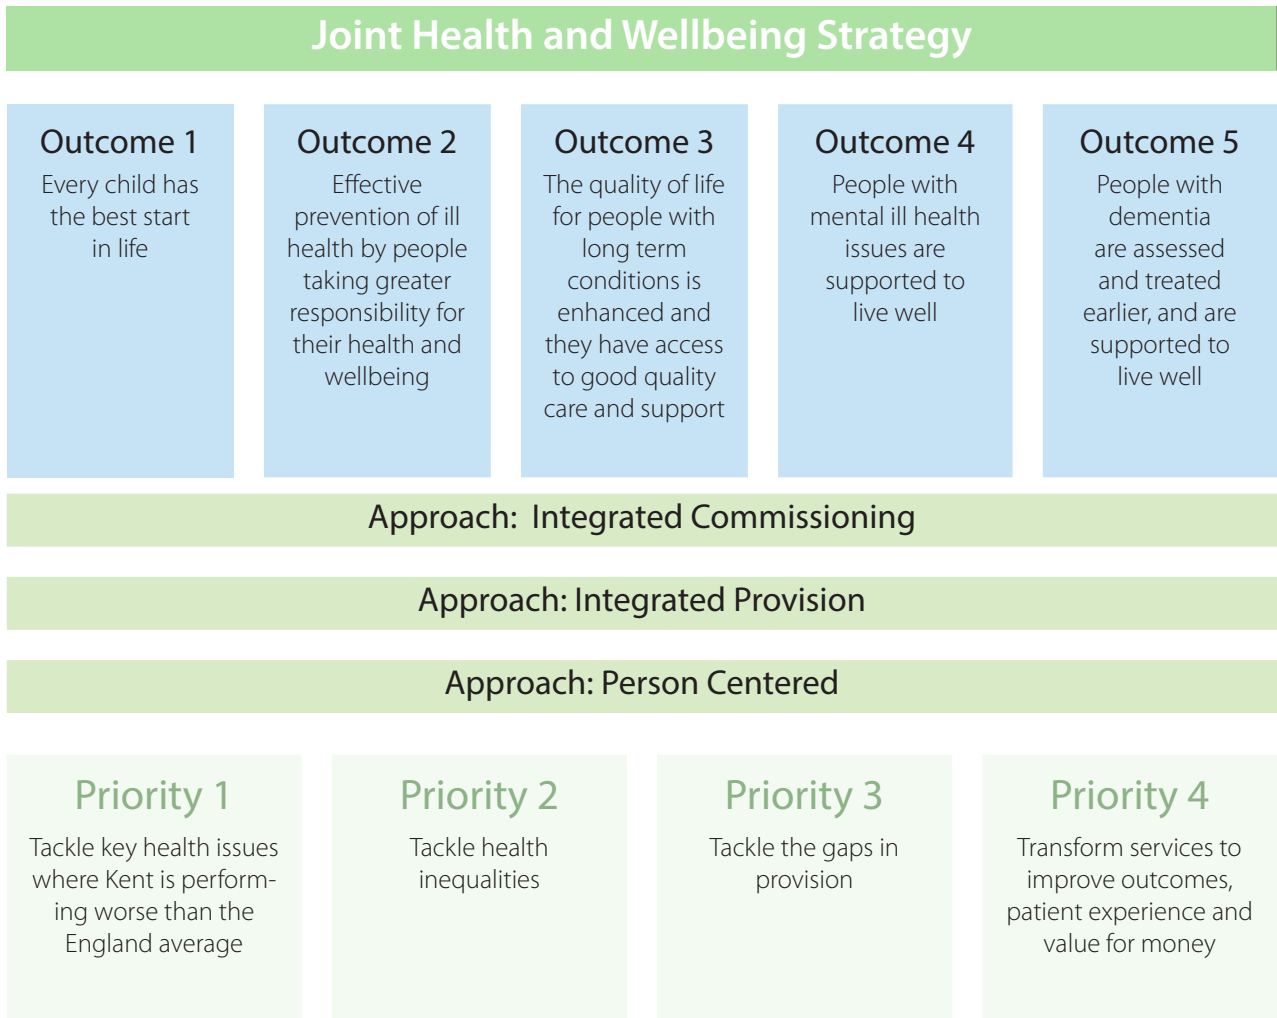 Joint Health and Wellbeing Strategy
Outcome 1
Every child has
the best start
in life
Outcome 2
Effective
prevention of ill
health by people
taking greater
responsibility for
their health and
wellbeing
Outcome 3
The quality of life
for people with
long term
conditions is
enhanced and
they have access
to good quality
care and support
Outcome 4
People with
mental ill health
issues are
supported to
live well
Outcome 5
People with
dementia
are assessed
and treated
earlier, and are
supported to
live well
Approach: Integrated Commissioning
Approach: Integrated Provision
Approach: Person Centered
Priority 1
Tackle key health issues
where Kent is perform-
ing worse than the
England average
Priority 2
Tackle health
inequalities
Priority 3
Tackle the gaps in
provision
Priority 4
Transform services to
improve outcomes,
patient experience and
value for money